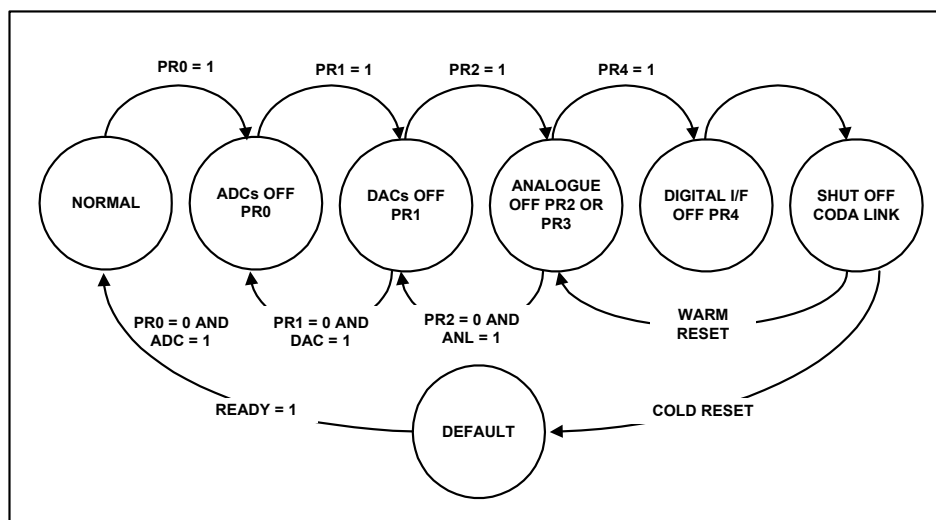 PR0 = 1
PR1 = 1
PR2 = 1
PR4 = 1
NORMAL
ADCs OFF
PR0
DACs OFF
PR1
ANALOGUE
OFF PR2 OR
PR3
DIGITAL I/F
OFF PR4
SHUT OFF
CODA LINK
PR0 = 0 AND
ADC = 1
PR1 = 0 AND
DAC = 1
PR2 = 0 AND
ANL = 1
WARM
RESET
READY = 1
DEFAULT
COLD RESET